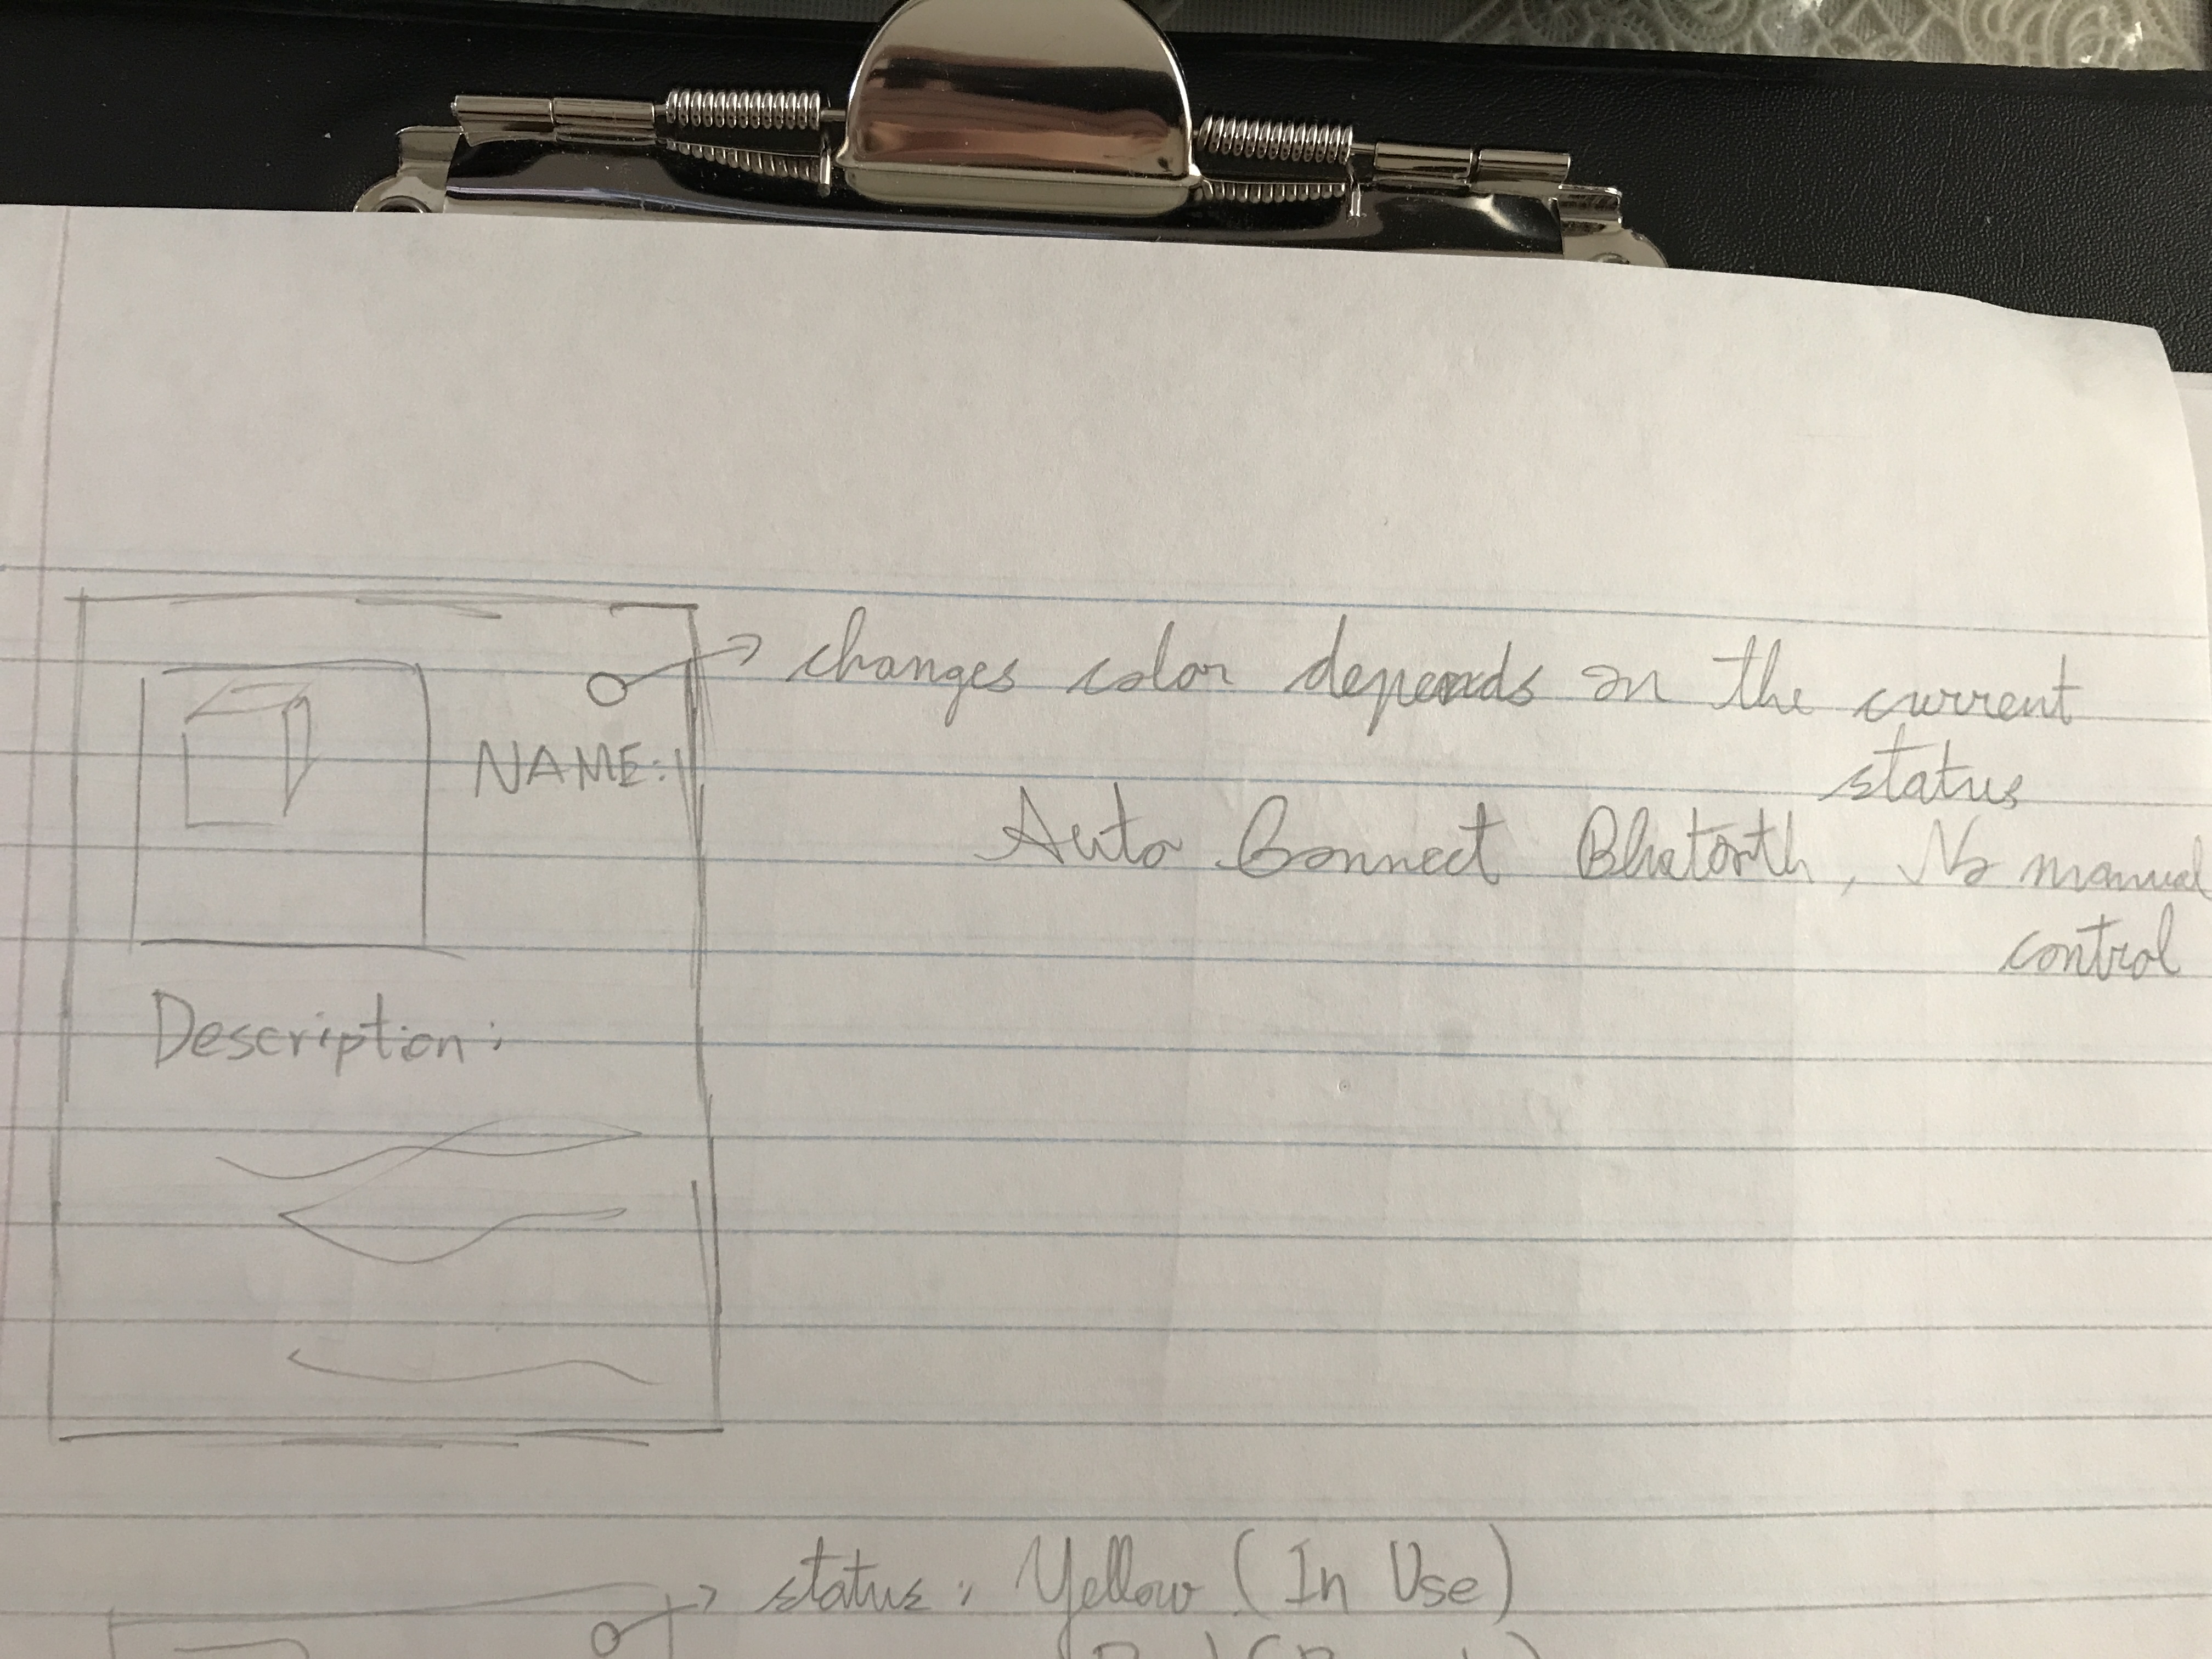 changes color depends on the current
status
NAME:
Auto Connect Bluetooth, No manual
control
Description:
status: Yellow (In Use)